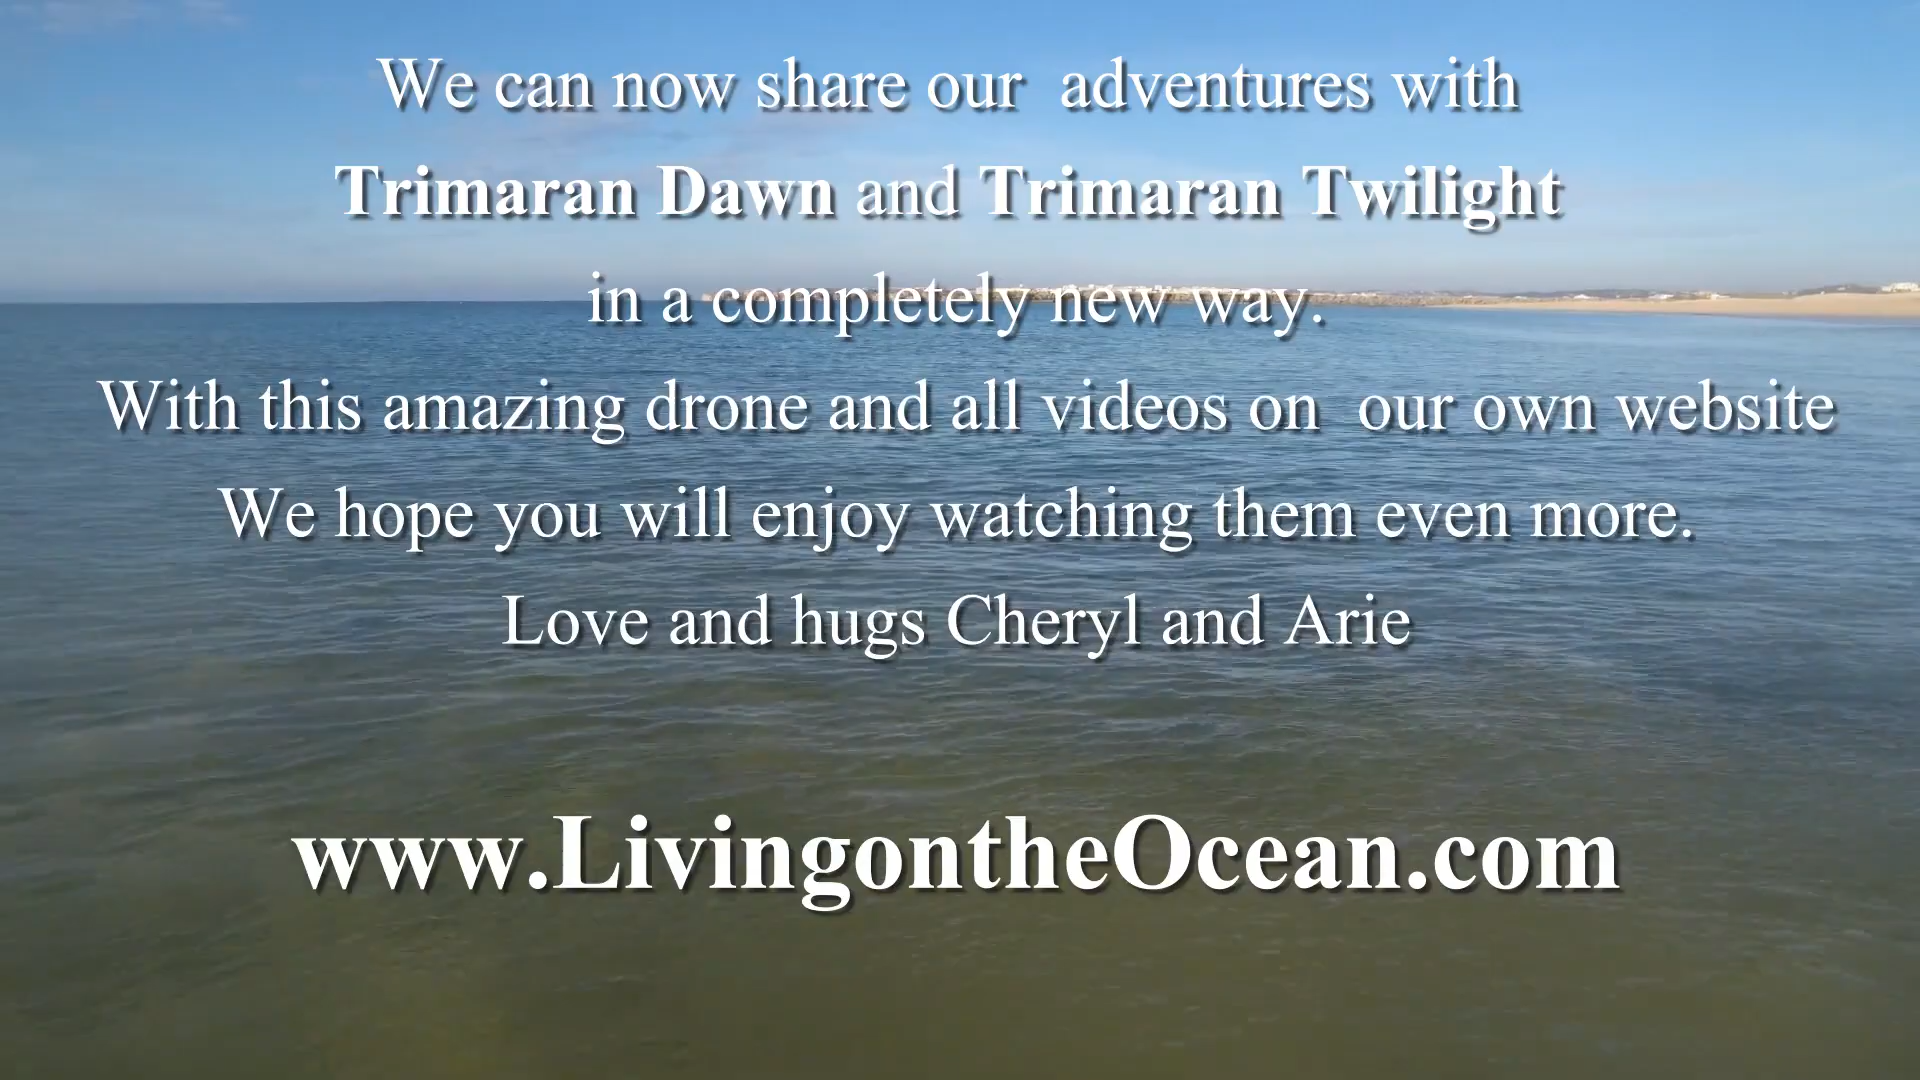 We can now share our  adventures with
Trimaran Dawn and Trimaran Twilight
in a completely new way.
With this amazing drone and all videos on  our own website
We hope you will enjoy watching them even more.
Love and hugs Cheryl and Arie
www.LivingontheOcean.com